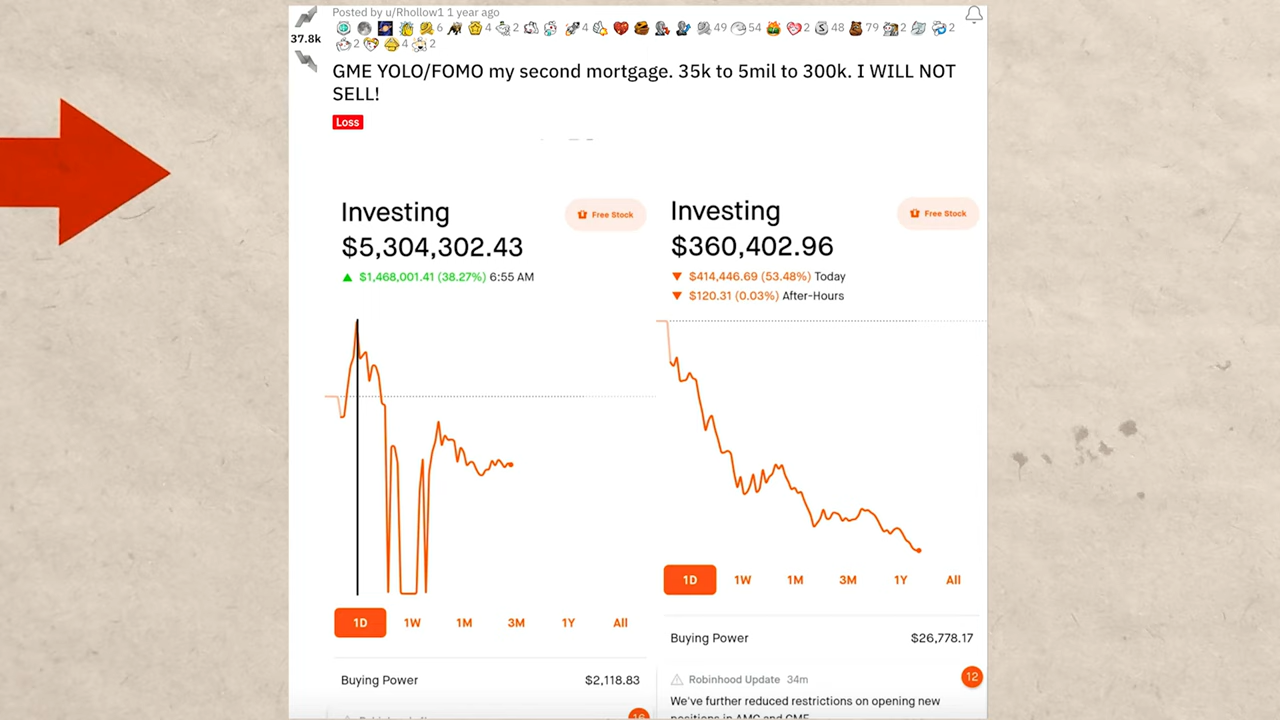 Posted by u/Rhollow1 1 year ago
6 4 2 4 49 54 2 48 79 2 2
37.8k
2 4 2
GME YOLO/FOMO my second mortgage. 35k to 5mil to 300k. I WILL NOT
SELL!
Loss
Investing
Free Stock
$5,304,302.43
$1,468,001.41 (38.27%) 6:55 AM
1D 1W 1M 3M 1Y All
Buying Power $2,118.83
Investing
Free Stock
$360,402.96
$414,446.69 (53.48%) Today
$120.31 (0.03%) After-Hours
1D 1W 1M 3M 1Y All
Buying Power $26,778.17
Robinhood Update 34m
12
We've further reduced restrictions on opening new
positions in AMC and GME